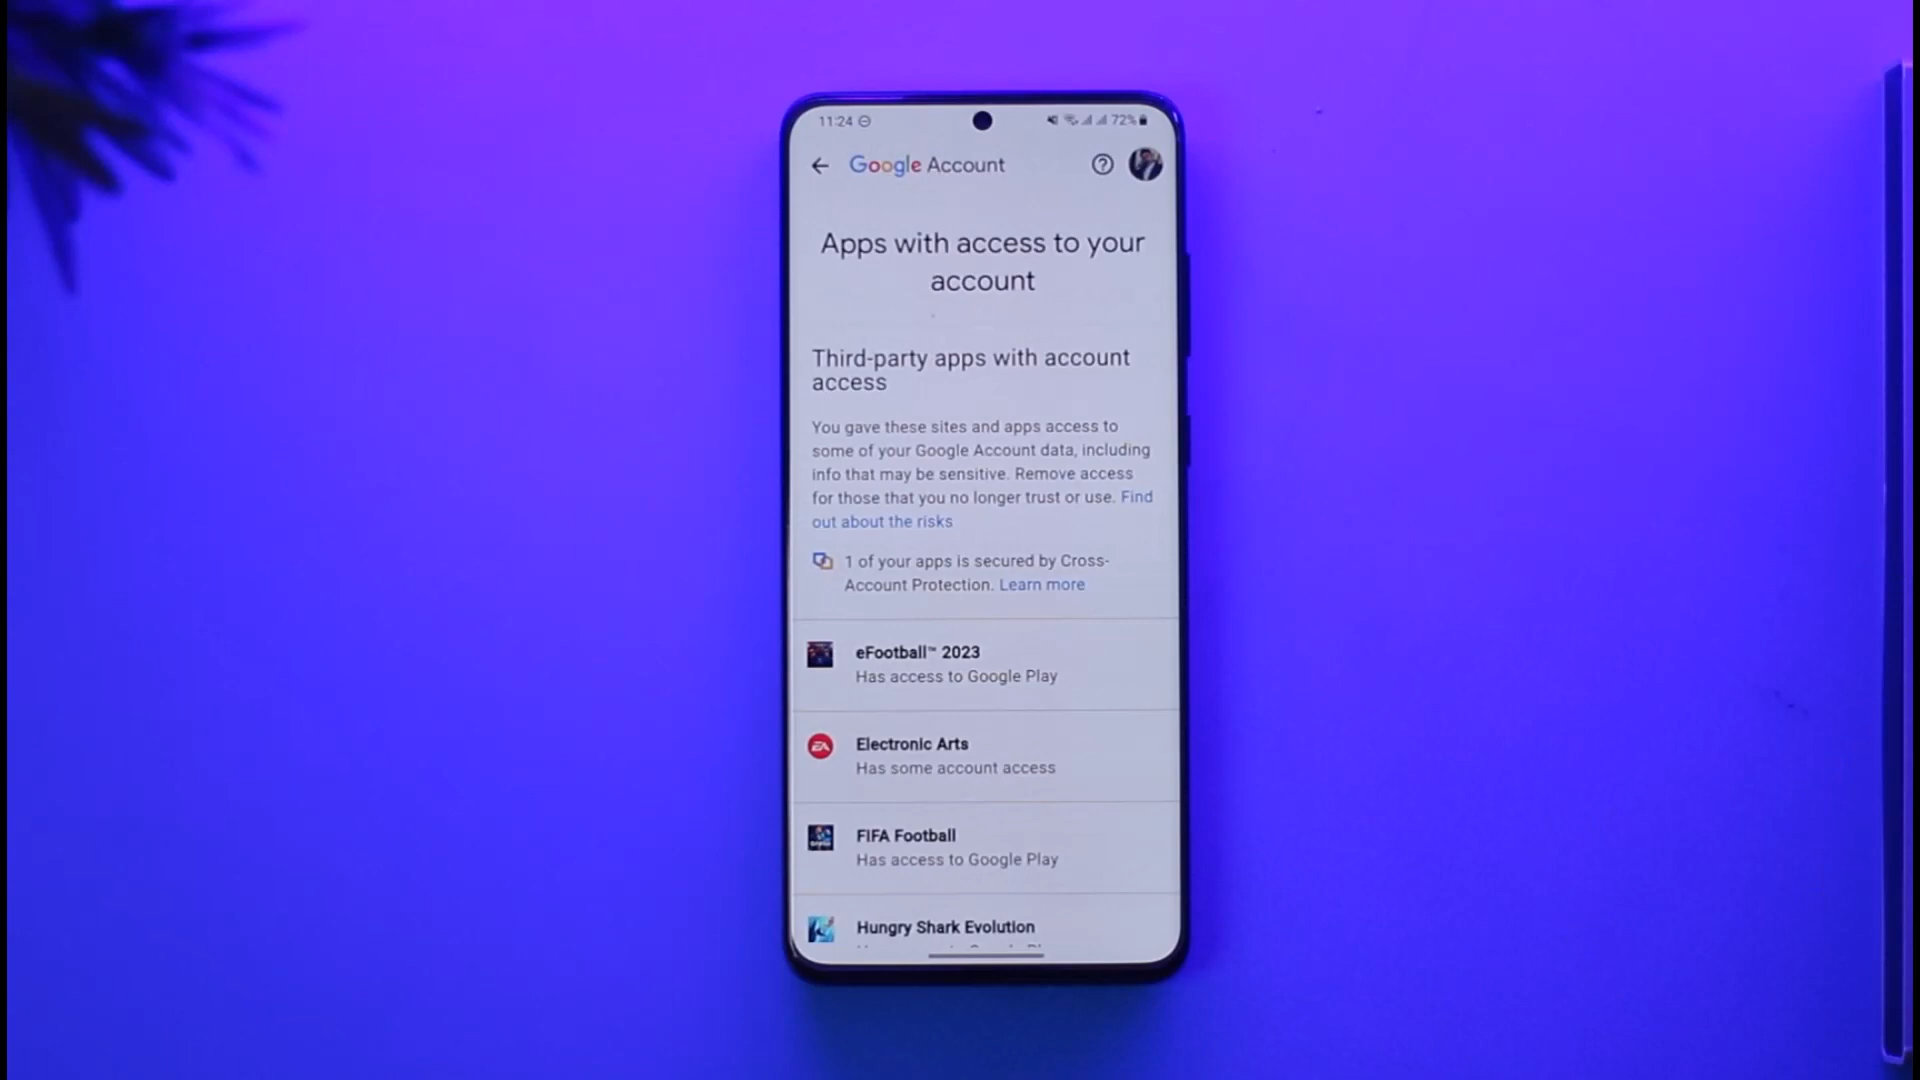 11:24
72%
Google Account
Apps with access to your
account
Third-party apps with account
access
You gave these sites and apps access to
some of your Google Account data, including
info that may be sensitive. Remove access
for those that you no longer trust or use. Find
out about the risks
1 of your apps is secured by Cross-
Account Protection. Learn more
eFootball™ 2023
Has access to Google Play
EA
Electronic Arts
Has some account access
FIFA Football
Has access to Google Play
Hungry Shark Evolution